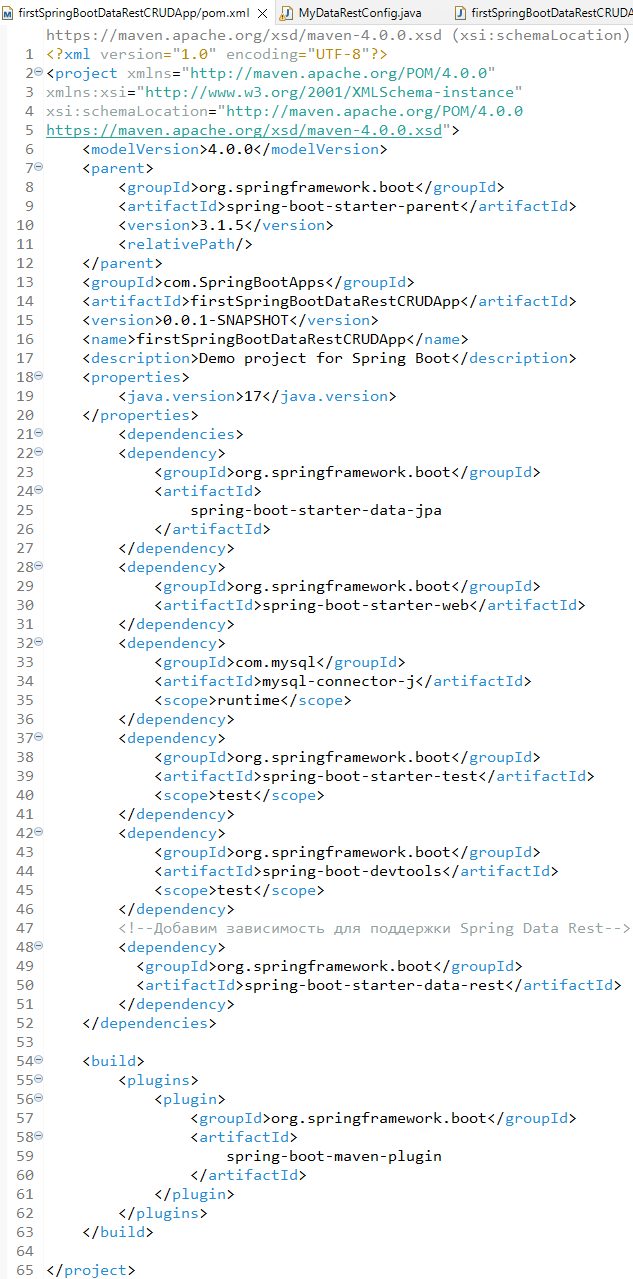 firstSpringBootDataRestCRUDApp/pom.xml
MyDataRestConfig.java
firstSpringBootDataRestCRUDA
https://maven.apache.org/xsd/maven-4.0.0.xsd (xsi:schemaLocation)
1 <?xml version="1.0" encoding="UTF-8"?>
2 <project xmlns="http://maven.apache.org/POM/4.0.0"
3 xmlns:xsi="http://www.w3.org/2001/XMLSchema-instance"
4 xsi:schemaLocation="http://maven.apache.org/POM/4.0.0
5 https://maven.apache.org/xsd/maven-4.0.0.xsd">
6 <modelVersion>4.0.0</modelVersion>
7 <parent>
8 <groupId>org.springframework.boot</groupId>
9 <artifactId>spring-boot-starter-parent</artifactId>
10 <version>3.1.5</version>
11 <relativePath/>
12 </parent>
13 <groupId>com.SpringBootApps</groupId>
14 <artifactId>firstSpringBootDataRestCRUDApp</artifactId>
15 <version>0.0.1-SNAPSHOT</version>
16 <name>firstSpringBootDataRestCRUDApp</name>
17 <description>Demo project for Spring Boot</description>
18 <properties>
19 <java.version>17</java.version>
20 </properties>
21 <dependencies>
22 <dependency>
23 <groupId>org.springframework.boot</groupId>
24 <artifactId>
25 spring-boot-starter-data-jpa
26 </artifactId>
27 </dependency>
28 <dependency>
29 <groupId>org.springframework.boot</groupId>
30 <artifactId>spring-boot-starter-web</artifactId>
31 </dependency>
32 <dependency>
33 <groupId>com.mysql</groupId>
34 <artifactId>mysql-connector-j</artifactId>
35 <scope>runtime</scope>
36 </dependency>
37 <dependency>
38 <groupId>org.springframework.boot</groupId>
39 <artifactId>spring-boot-starter-test</artifactId>
40 <scope>test</scope>
41 </dependency>
42 <dependency>
43 <groupId>org.springframework.boot</groupId>
44 <artifactId>spring-boot-devtools</artifactId>
45 <scope>test</scope>
46 </dependency>
47 <!--Добавим зависимость для поддержки Spring Data Rest-->
48 <dependency>
49 <groupId>org.springframework.boot</groupId>
50 <artifactId>spring-boot-starter-data-rest</artifactId>
51 </dependency>
52 </dependencies>
53
54 <build>
55 <plugins>
56 <plugin>
57 <groupId>org.springframework.boot</groupId>
58 <artifactId>
59 spring-boot-maven-plugin
60 </artifactId>
61 </plugin>
62 </plugins>
63 </build>
64
65 </project>